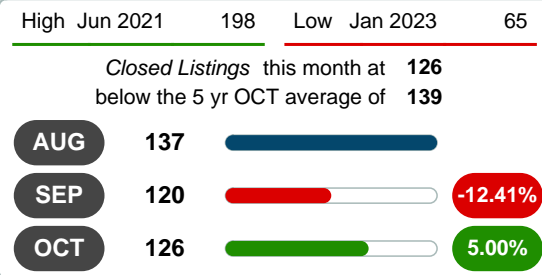 High Jun 2021 198 Low Jan 2023 65
Closed Listings this month at 126
below the 5 yr OCT average of 139
AUG 137
SEP 120 -12.41%
OCT 126 5.00%